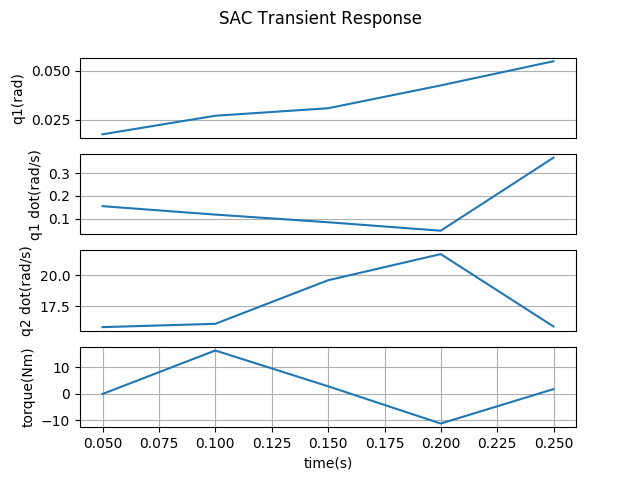 SAC Transient Response
0.050
0.025
q1(rad)
0.3
0.2
0.1
q1 dot(rad/s)
20.0
17.5
q2 dot(rad/s)
10
0
−10
torque(Nm)
0.050 0.075 0.100 0.125 0.150 0.175 0.200 0.225 0.250
time(s)